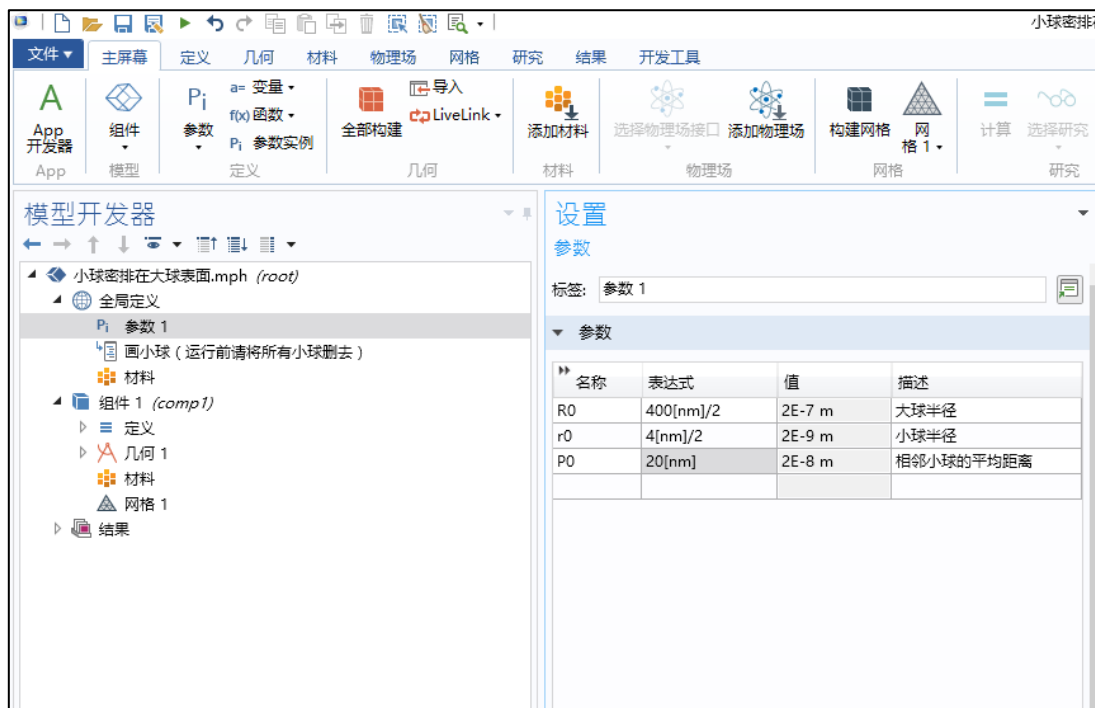 小球密排在
文件 主屏幕 定义 几何 材料 物理场 网格 研究 结果 开发工具
A Pi a= 变量 导入
App 开发器 组件 参数 f(x) 函数 全部构建 LiveLink 添加材料 选择物理场接口 添加物理场 构建网格 网格 1 计算 选择研究
Pi 参数实例
App 模型 定义 几何 材料 物理场 网格 研究
模型开发器
小球密排在大球表面.mph (root)
全局定义
Pi 参数 1
画小球 ( 运行前请将所有小球删去 )
材料
组件 1 (comp1)
定义
几何 1
材料
网格 1
结果
设置
参数
标签: 参数 1
参数
名称 表达式 值 描述
R0 400[nm]/2 2E-7 m 大球半径
r0 4[nm]/2 2E-9 m 小球半径
P0 20[nm] 2E-8 m 相邻小球的平均距离